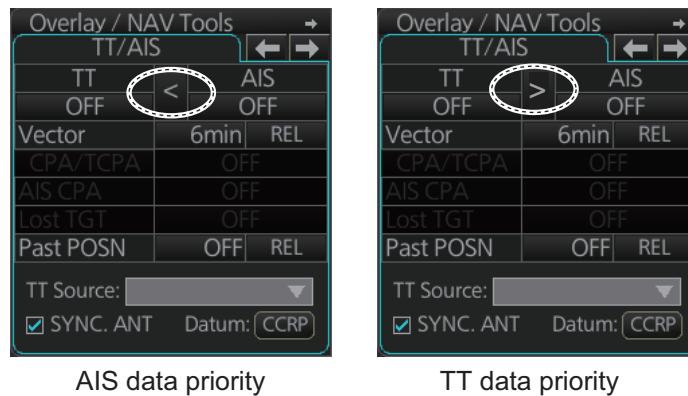 Overlay / NAV Tools
TT/AIS
TT < AIS
OFF OFF
Vector 6min REL
CPA/TCPA OFF
AIS CPA OFF
Lost TGT OFF
Past POSN OFF REL
TT Source:
SYNC. ANT Datum: CCRP
AIS data priority
Overlay / NAV Tools
TT/AIS
TT > AIS
OFF OFF
Vector 6min REL
CPA/TCPA OFF
AIS CPA OFF
Lost TGT OFF
Past POSN OFF REL
TT Source:
SYNC. ANT Datum: CCRP
TT data priority